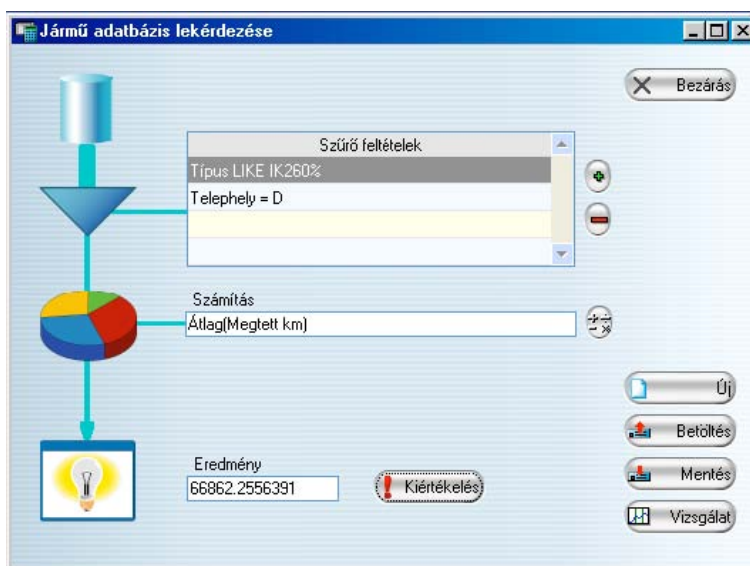 Jármű adatbázis lekérdezése
Bezárás
Szűrő feltételek
Típus LIKE IK260%
Telephely = D
Számítás
Átlag(Megtett km)
Új
Betöltés
Mentés
Eredmény
66862.2556391
Kiértékelés
Vizsgálat